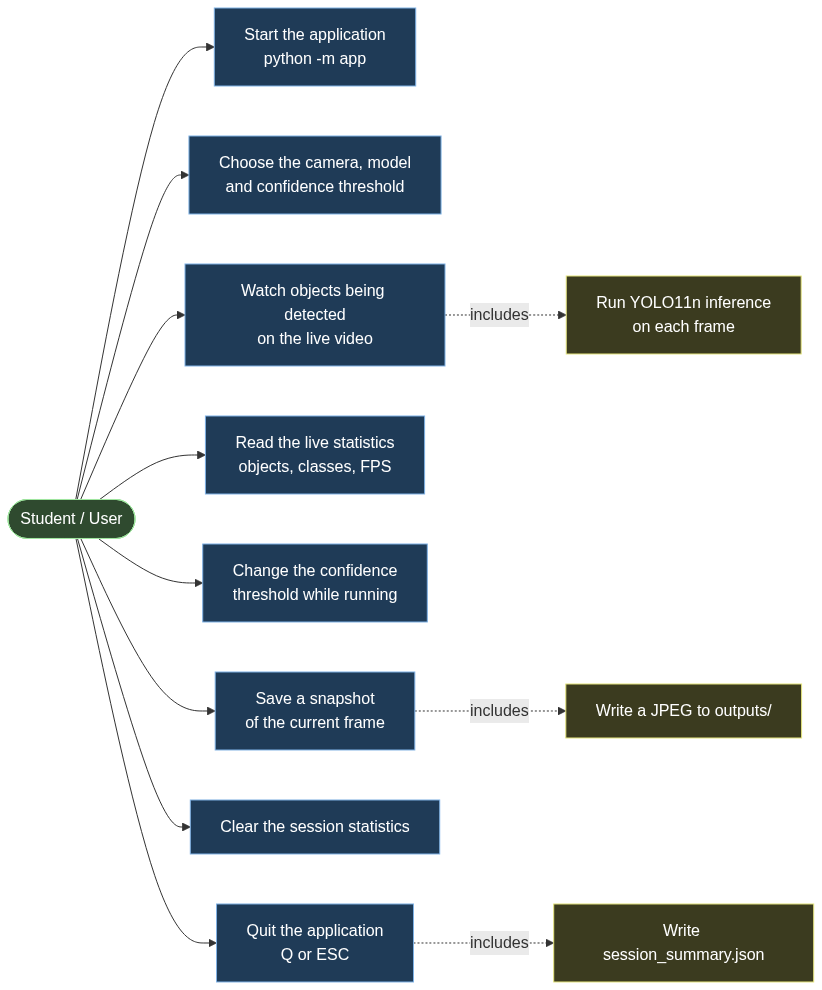 Start the application
python -m app
Choose the camera, model
and confidence threshold
Watch objects being
detected
on the live video
includes
Run YOLO11n inference
on each frame
Read the live statistics
objects, classes, FPS
Student / User
Change the confidence
threshold while running
Save a snapshot
of the current frame
includes
Write a JPEG to outputs/
Clear the session statistics
Quit the application
Q or ESC
includes
Write
session_summary.json